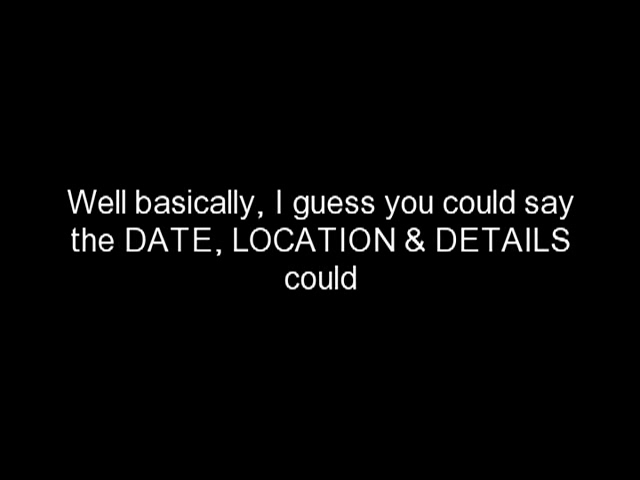 Well basically, I guess you could say
the DATE, LOCATION & DETAILS
could